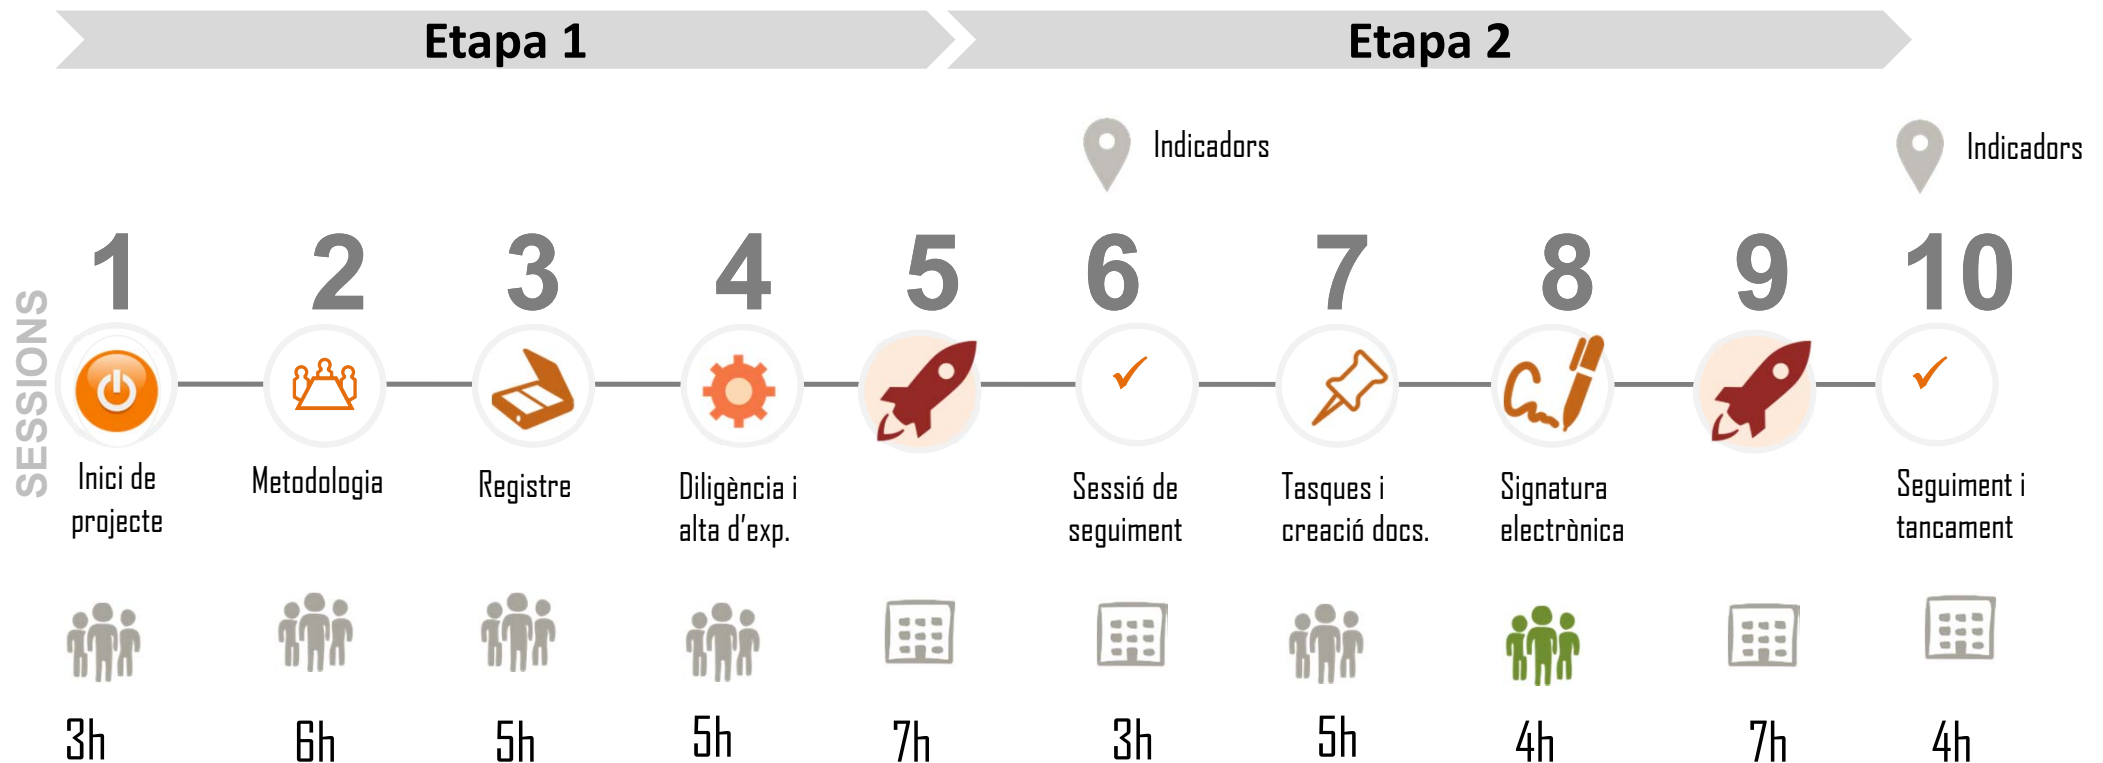 Etapa 1
Etapa 2
Indicadors
Indicadors
SESSIONS
1
2
3
4
5
6
7
8
9
10
Inici de
projecte
Metodologia
Registre
Diligència i
alta d'exp.
Sessió de
seguiment
Tasques i
creació docs.
Signatura
electrònica
Seguiment i
tancament
3h
6h
5h
5h
7h
3h
5h
4h
7h
4h